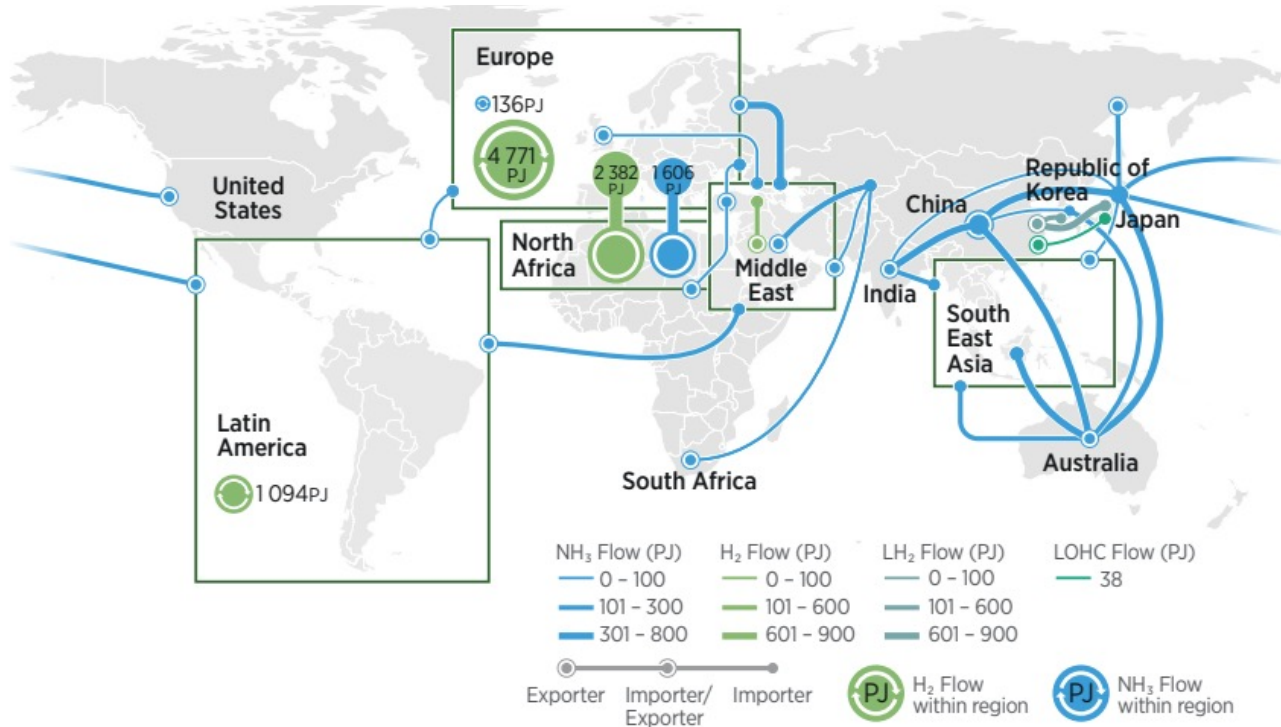 Europe
136PJ
4 771
PJ
2 382
PJ
1 606
PJ
United
States
North
Africa
Middle
East
China
Republic of
Korea
Japan
India
South
East
Asia
Latin
America
1 094PJ
South Africa
Australia
NH₃ Flow (PJ)
0 – 100
101 – 300
301 – 800
H₂ Flow (PJ)
0 – 100
101 – 600
601 – 900
LH₂ Flow (PJ)
0 – 100
101 – 600
601 – 900
LOHC Flow (PJ)
38
Exporter
Importer/
Exporter
Importer
PJ
H₂ Flow
within region
PJ
NH₃ Flow
within region